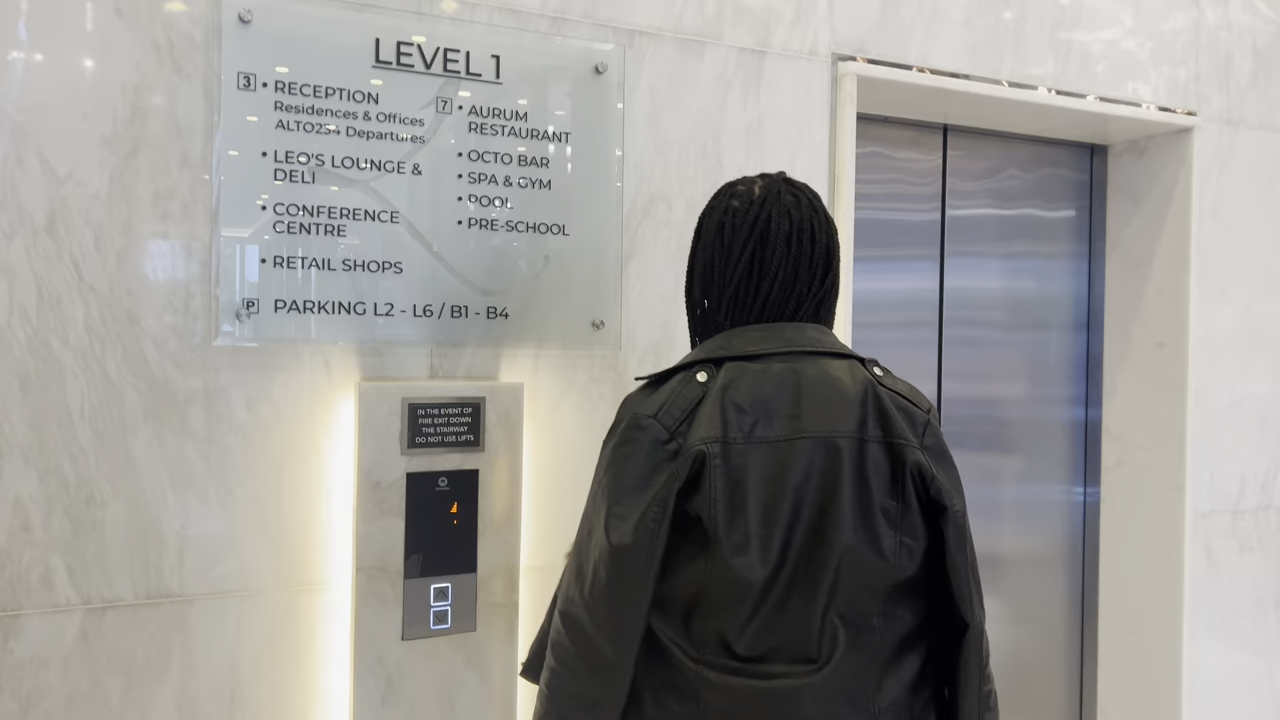 LEVEL 1
3 • RECEPTION
Residences & Offices
ALTO234 Departures
• LEO'S LOUNGE &
DELI
• CONFERENCE
CENTRE
• RETAIL SHOPS
7 • AURUM
RESTAURANT
• OCTO BAR
• SPA & GYM
• POOL
• PRE-SCHOOL
P PARKING L2 - L6 / B1 - B4
IN THE EVENT OF
FIRE EXIT DOWN
THE STAIRWAY
DO NOT USE LIFTS